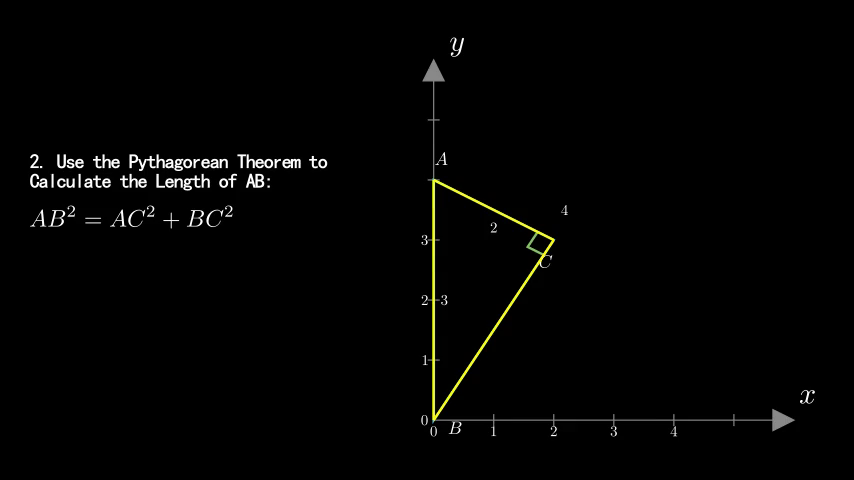 y
2. Use the Pythagorean Theorem to
Calculate the Length of AB:
AB² = AC² + BC²
A
4
2
3
C
2
3
1
x
0
B
0
1
2
3
4